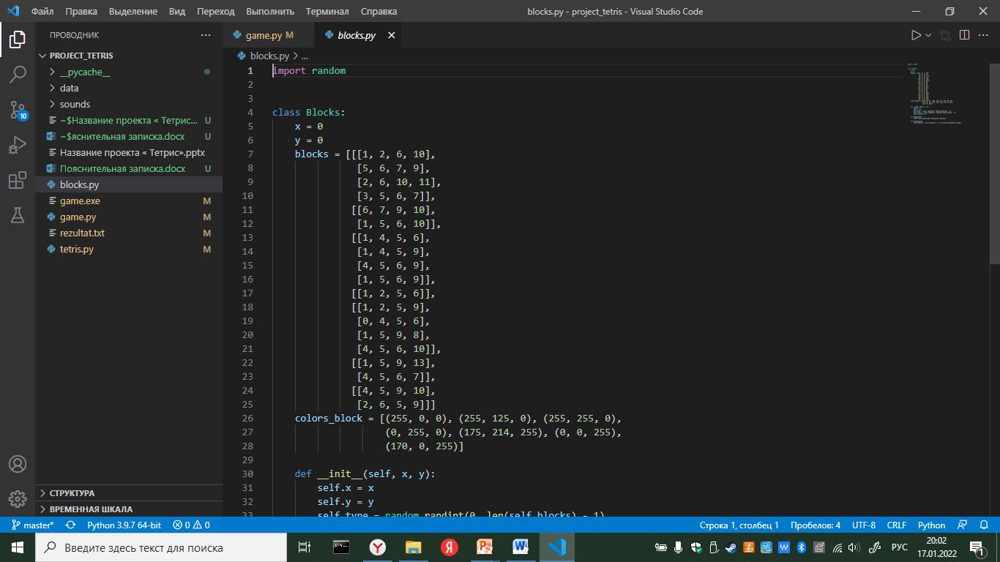 Файл Правка Выделение Вид Переход Выполнить Терминал Справка blocks.py - project_tetris - Visual Studio Code
ПРОВОДНИК
game.py M
blocks.py
PROJECT_TETRIS
__pycache__
data
sounds
~$Название проекта « Тетрис... U
~$яснительная записка.docx U
Название проекта « Тетрис».pptx
Пояснительная записка.docx U
blocks.py
game.exe M
game.py M
rezultat.txt M
tetris.py M
10
СТРУКТУРА
ВРЕМЕННАЯ ШКАЛА
blocks.py > ...
1 import random
2
3
4 class Blocks:
5     x = 0
6     y = 0
7     blocks = [[[1, 2, 6, 10],
8                [5, 6, 7, 9],
9                [2, 6, 10, 11],
10                [3, 5, 6, 7]],
11               [[6, 7, 9, 10],
12                [1, 5, 6, 10]],
13               [[1, 4, 5, 6],
14                [1, 4, 5, 9],
15                [4, 5, 6, 9],
16                [1, 5, 6, 9]],
17               [[1, 2, 5, 6]],
18               [[1, 2, 5, 9],
19                [0, 4, 5, 6],
20                [1, 5, 9, 8],
21                [4, 5, 6, 10]],
22               [[1, 5, 9, 13],
23                [4, 5, 6, 7]],
24               [[4, 5, 9, 10],
25                [2, 6, 5, 9]]]
26     colors_block = [(255, 0, 0), (255, 125, 0), (255, 255, 0),
27                     (0, 255, 0), (175, 214, 255), (0, 0, 255),
28                     (170, 0, 255)]
29
30     def __init__(self, x, y):
31         self.x = x
32         self.y = y
33         self.type = random.randint(0, len(self.blocks) - 1)
master* Python 3.9.7 64-bit 0 0 Строка 1, столбец 1 Пробелов: 4 UTF-8 CRLF Python
Введите здесь текст для поиска
РУС
20:02
17.01.2022
1